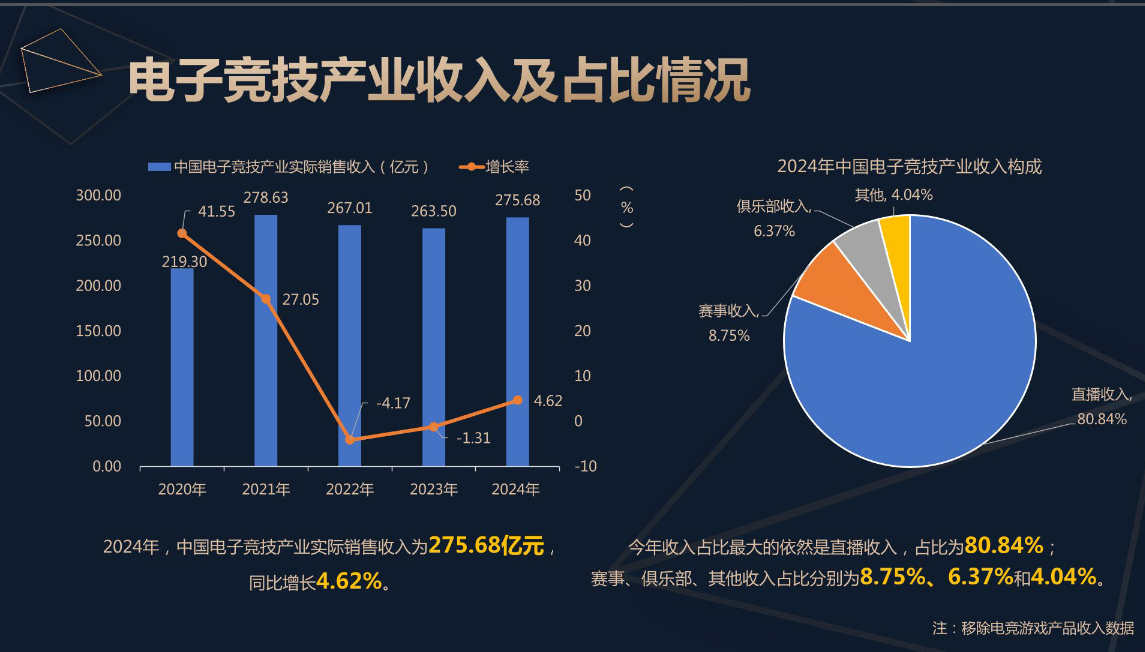 电子竞技产业收入及占比情况
中国电子竞技产业实际销售收入（亿元）
增长率
300.00
250.00
200.00
150.00
100.00
50.00
0.00
219.30
278.63
267.01
263.50
275.68
41.55
27.05
-4.17
-1.31
4.62
50
40
30
20
10
0
-10
（%）
2020年
2021年
2022年
2023年
2024年
2024年中国电子竞技产业收入构成
其他, 4.04%
俱乐部收入,
6.37%
赛事收入,
8.75%
直播收入,
80.84%
2024年，中国电子竞技产业实际销售收入为275.68亿元，
同比增长4.62%。
今年收入占比最大的依然是直播收入，占比为80.84%；
赛事、俱乐部、其他收入占比分别为8.75%、6.37%和4.04%。
注：移除电竞游戏产品收入数据